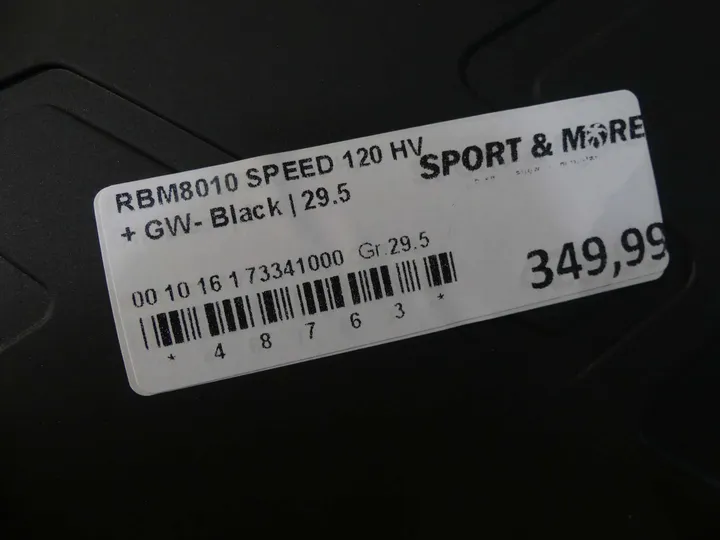 RBM8010 SPEED 120 HV
+ GW- Black | 29.5
SPORT & MORE
00 10 16 1 73341000 Gr.29.5
349,99
* 4 8 7 6 3 *